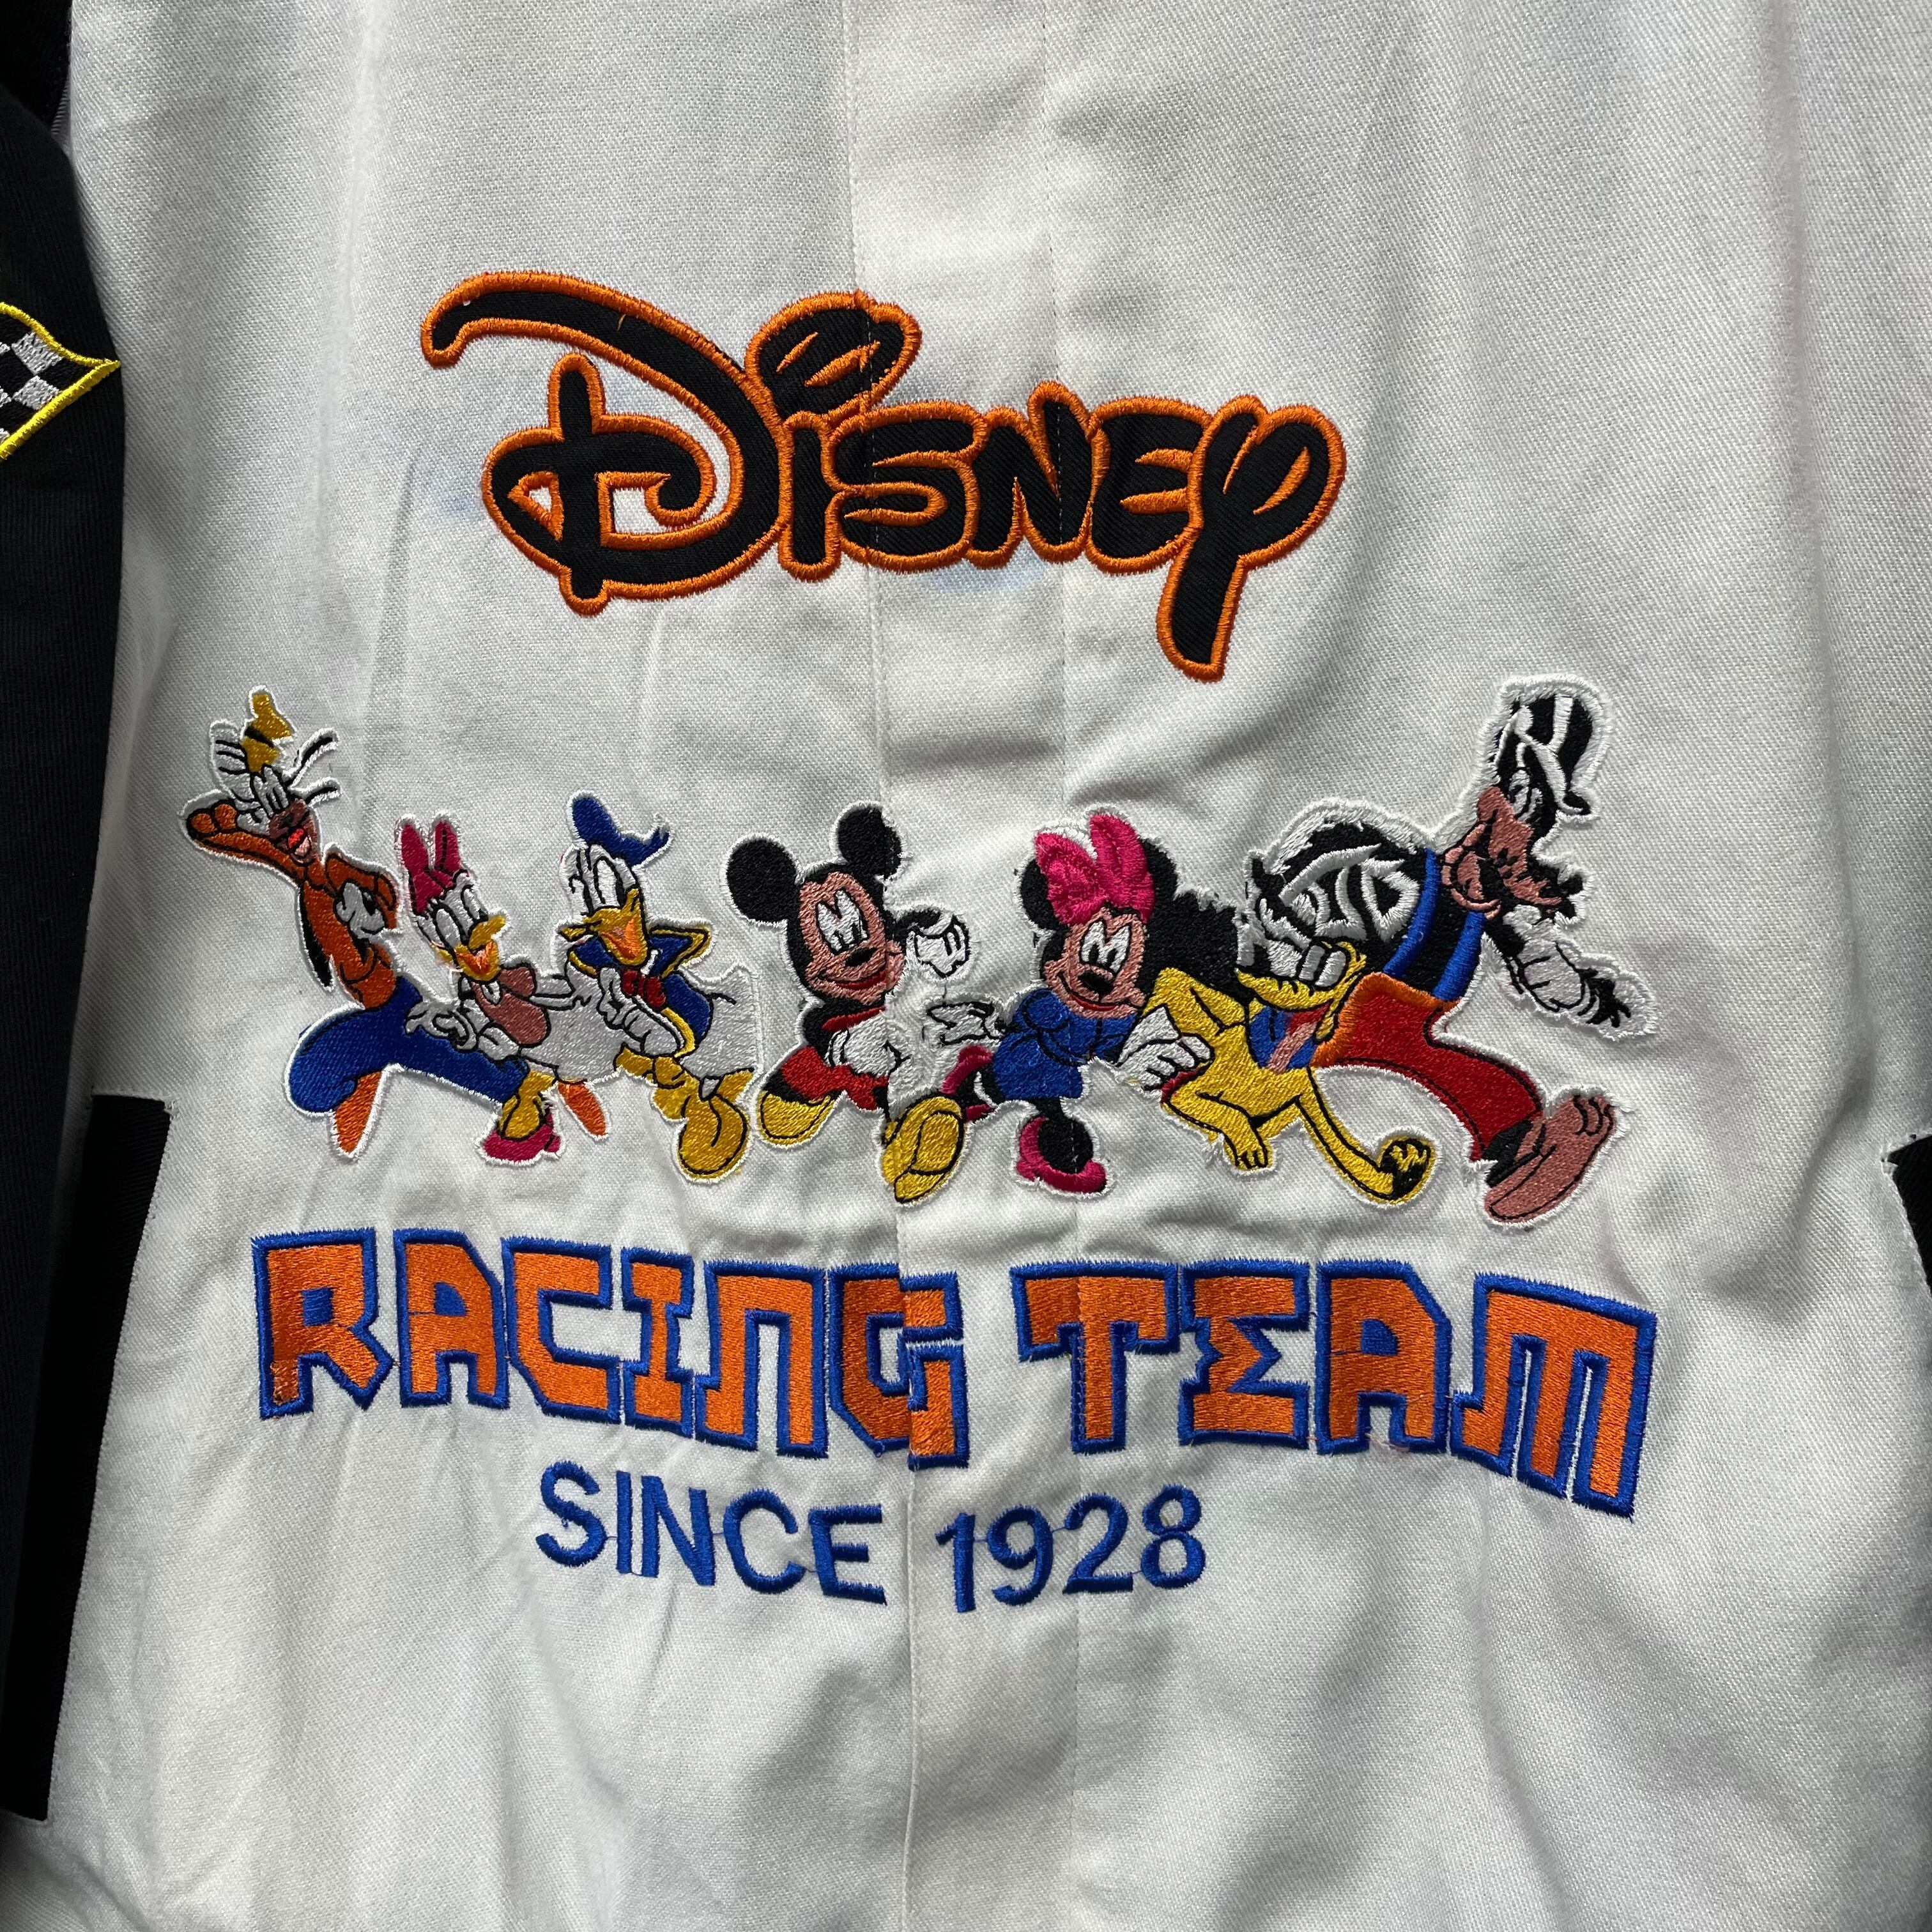 Disney
RACING TEAM
SINCE 1928